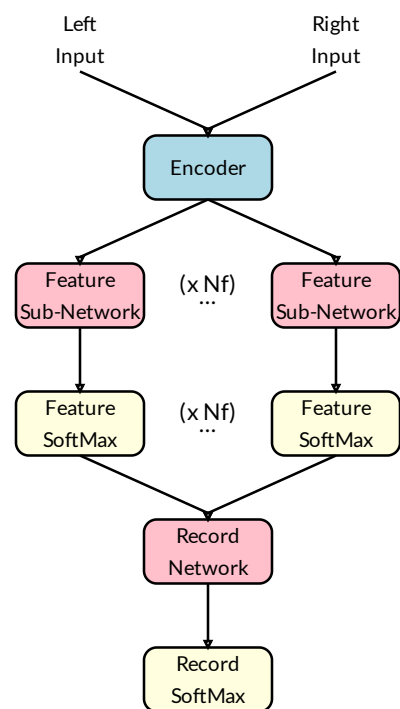 Left
Input
Right
Input
Encoder
Feature
Sub-Network
(x Nf)
...
Feature
Sub-Network
Feature
SoftMax
(x Nf)
...
Feature
SoftMax
Record
Network
Record
SoftMax